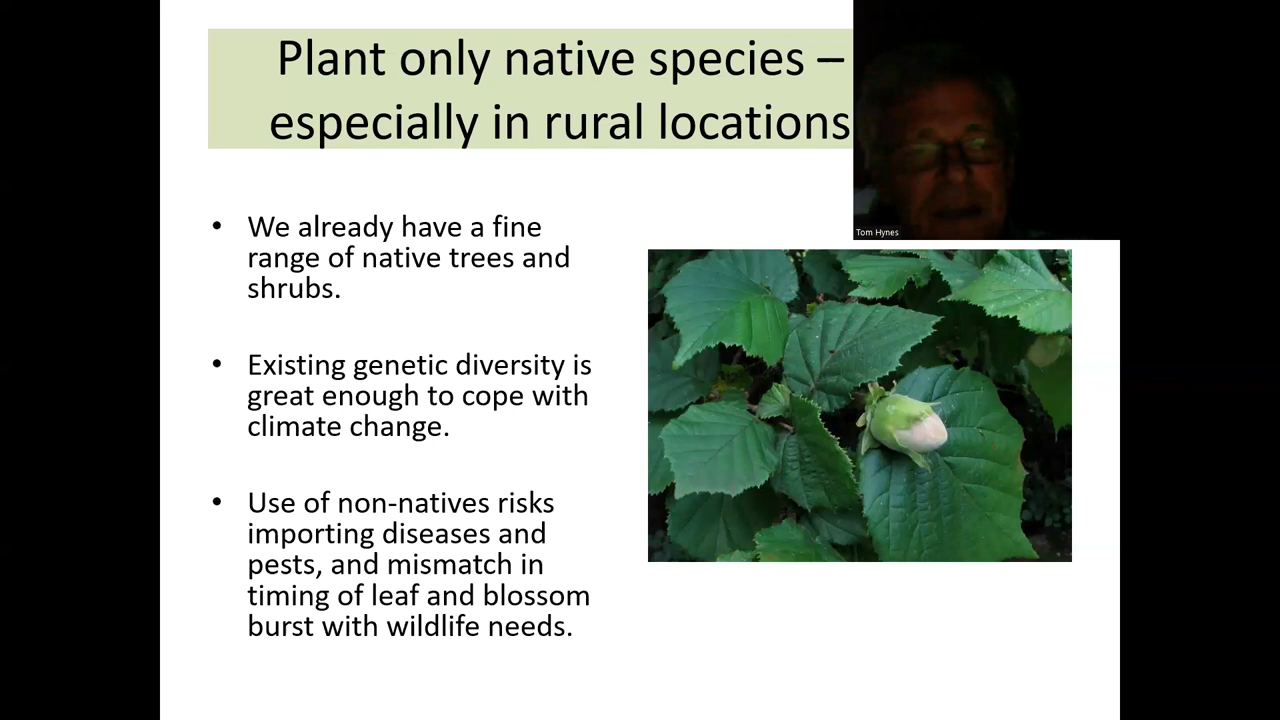 Plant only native species –
especially in rural locations
Tom Hynes
• We already have a fine
range of native trees and
shrubs.
• Existing genetic diversity is
great enough to cope with
climate change.
• Use of non-natives risks
importing diseases and
pests, and mismatch in
timing of leaf and blossom
burst with wildlife needs.